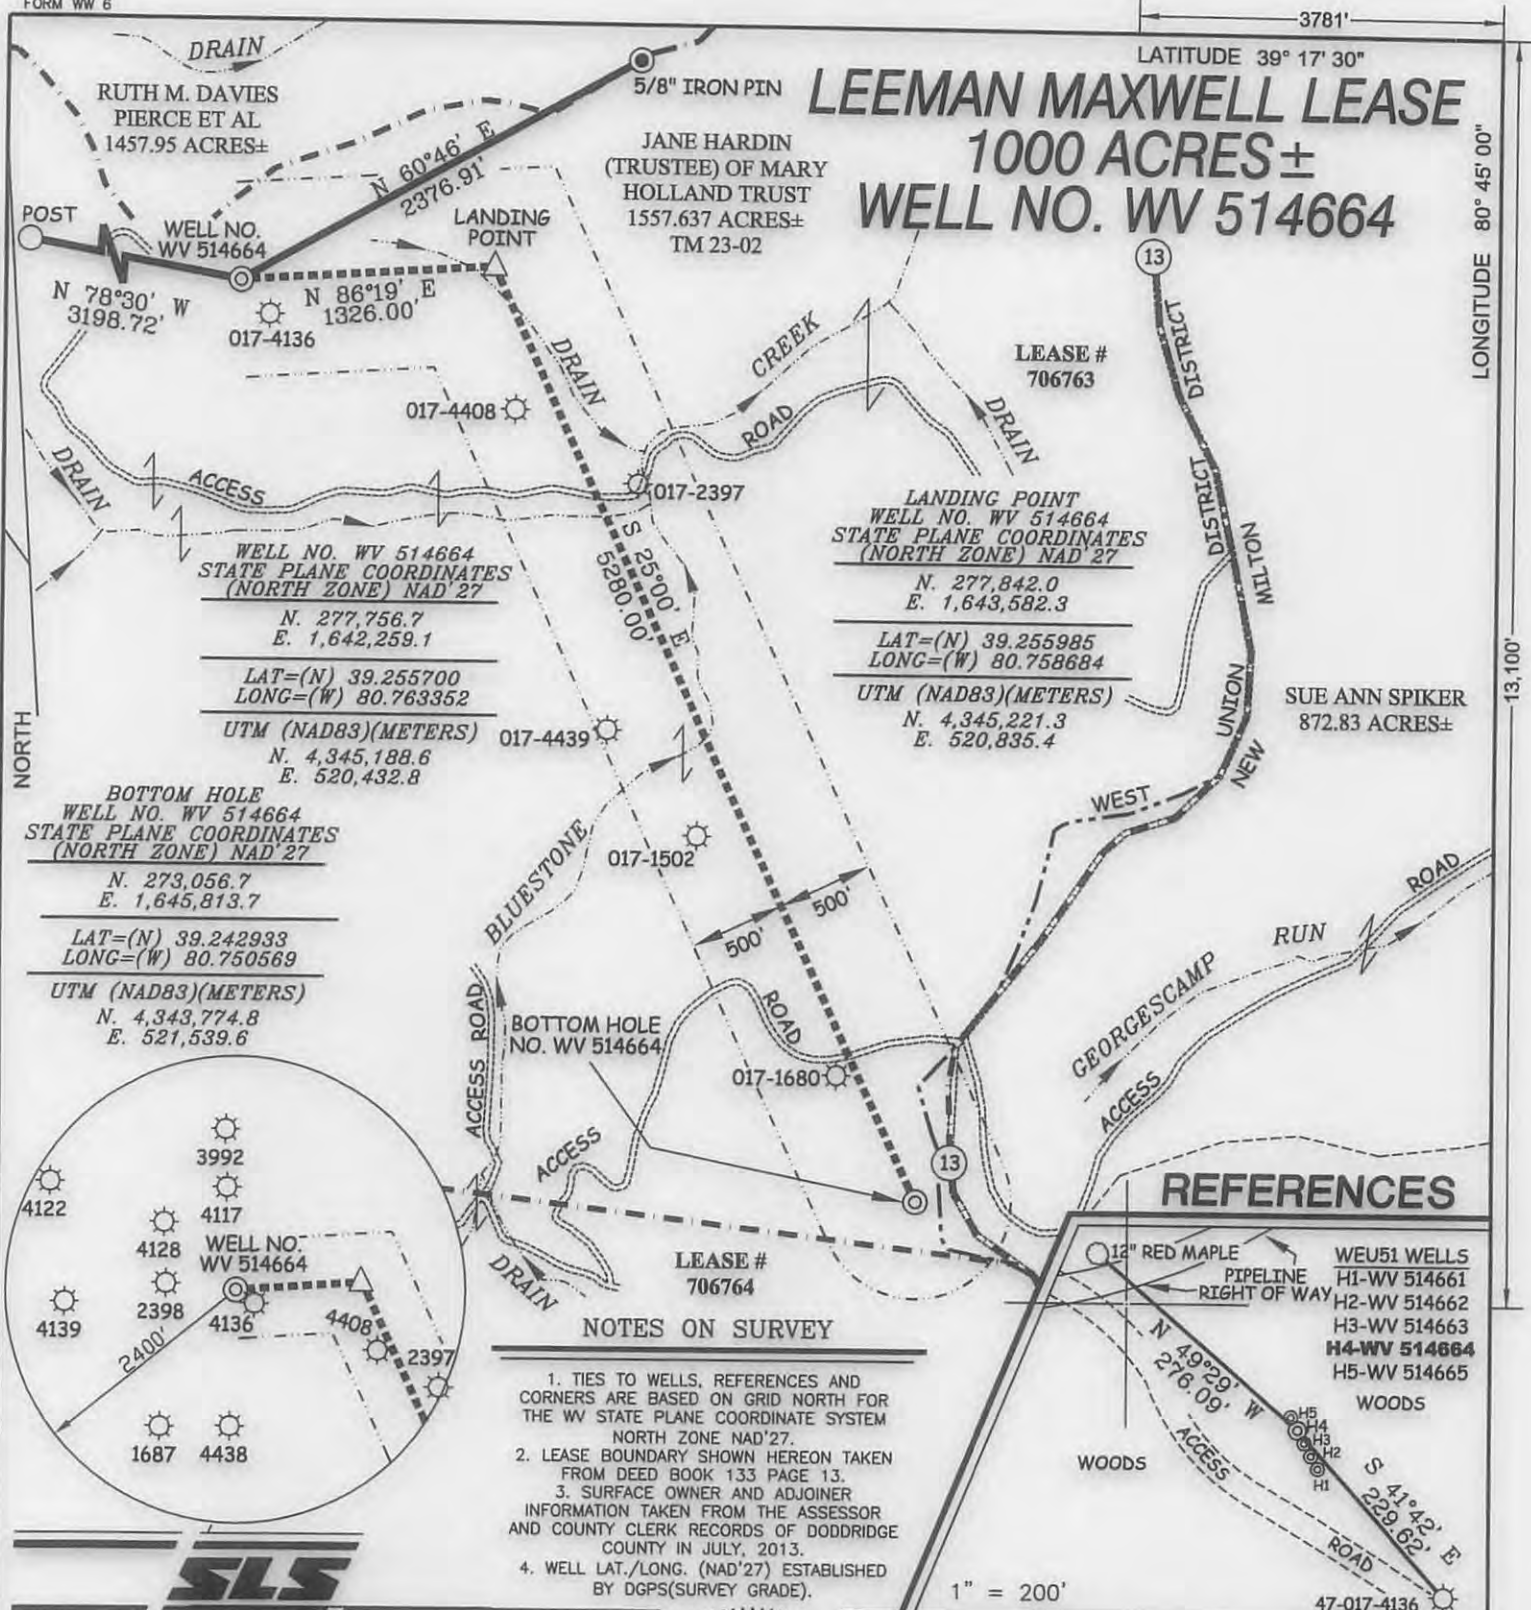 FORM WW 6
3781'
LATITUDE 39° 17' 30"
LEEMAN MAXWELL LEASE
1000 ACRES±
WELL NO. WV 514664
LONGITUDE 80° 45' 00"
13,100'
DRAIN
RUTH M. DAVIES
PIERCE ET AL
1457.95 ACRES±
5/8" IRON PIN
JANE HARDIN
(TRUSTEE) OF MARY
HOLLAND TRUST
1557.637 ACRES±
TM 23-02
N 60°46' E
2376.91'
POST
WELL NO.
WV 514664
LANDING
POINT
N 78°30' W
3198.72'
N 86°19' E
1326.00'
017-4136
13
DISTRICT
DISTRICT
LEASE #
706763
CREEK
DRAIN
017-4408
ROAD
DRAIN
DRAIN
ACCESS
017-2397
S 25°00' E
5280.00'
WELL NO. WV 514664
STATE PLANE COORDINATES
(NORTH ZONE) NAD'27
N. 277,756.7
E. 1,642,259.1
LAT=(N) 39.255700
LONG=(W) 80.763352
UTM (NAD83)(METERS)
N. 4,345,188.6
E. 520,432.8
LANDING POINT
WELL NO. WV 514664
STATE PLANE COORDINATES
(NORTH ZONE) NAD'27
N. 277,842.0
E. 1,643,582.3
LAT=(N) 39.255985
LONG=(W) 80.758684
UTM (NAD83)(METERS)
N. 4,345,221.3
E. 520,835.4
MILTON
UNION
NEW
WEST
SUE ANN SPIKER
872.83 ACRES±
NORTH
017-4439
BOTTOM HOLE
WELL NO. WV 514664
STATE PLANE COORDINATES
(NORTH ZONE) NAD'27
N. 273,056.7
E. 1,645,813.7
LAT=(N) 39.242933
LONG=(W) 80.750569
UTM (NAD83)(METERS)
N. 4,343,774.8
E. 521,539.6
017-1502
BLUESTONE
500'
500'
ROAD
RUN
GEORGESCAMP
ACCESS
ACCESS ROAD
BOTTOM HOLE
NO. WV 514664
ROAD
017-1680
ACCESS
13
DRAIN
LEASE #
706764
3992
4122
4117
4128
WELL NO.
WV 514664
2398
4139
4136
4408
2397
2400'
1687
4438
NOTES ON SURVEY
1. TIES TO WELLS, REFERENCES AND
CORNERS ARE BASED ON GRID NORTH FOR
THE WV STATE PLANE COORDINATE SYSTEM
NORTH ZONE NAD'27.
2. LEASE BOUNDARY SHOWN HEREON TAKEN
FROM DEED BOOK 133 PAGE 13.
3. SURFACE OWNER AND ADJOINER
INFORMATION TAKEN FROM THE ASSESSOR
AND COUNTY CLERK RECORDS OF DODDRIDGE
COUNTY IN JULY, 2013.
4. WELL LAT./LONG. (NAD'27) ESTABLISHED
BY DGPS(SURVEY GRADE).
SLS
REFERENCES
12" RED MAPLE
PIPELINE
RIGHT OF WAY
WEU51 WELLS
H1-WV 514661
H2-WV 514662
H3-WV 514663
H4-WV 514664
H5-WV 514665
WOODS
N 49°29' W
276.09'
H5
H4
H3
H2
H1
WOODS
ACCESS
S 41°42' E
229.62'
ROAD
1" = 200'
47-017-4136